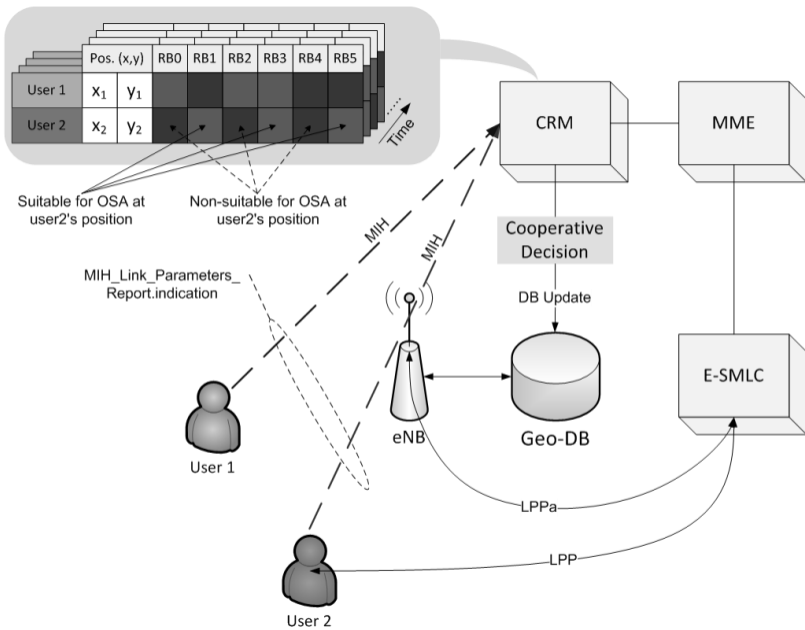 Pos. (x,y) RB0 RB1 RB2 RB3 RB4 RB5
User 1 x1 y1
User 2 x2 y2
Time
.....
Suitable for OSA at
user2's position
Non-suitable for OSA at
user2's position
CRM
MME
MIH
MIH
Cooperative
Decision
MIH_Link_Parameters_
Report.indication
DB Update
E-SMLC
eNB
Geo-DB
User 1
LPPa
LPP
User 2